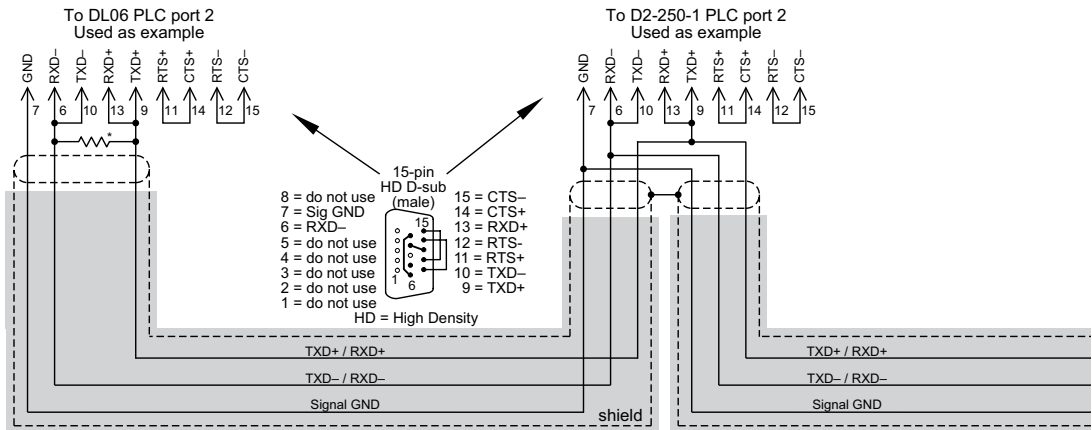 To DL06 PLC port 2
Used as example
GND
RXD–
TXD–
RXD+
TXD+
RTS+
CTS+
RTS–
CTS–
7
6
10
13
9
11
14
12
15
*
To D2-250-1 PLC port 2
Used as example
GND
RXD–
TXD–
RXD+
TXD+
RTS+
CTS+
RTS–
CTS–
7
6
10
13
9
11
14
12
15
15-pin
HD D-sub
(male)
8 = do not use
7 = Sig GND
6 = RXD–
5 = do not use
4 = do not use
3 = do not use
2 = do not use
1 = do not use
15
1
6
15 = CTS–
14 = CTS+
13 = RXD+
12 = RTS-
11 = RTS+
10 = TXD–
9 = TXD+
HD = High Density
TXD+ / RXD+
TXD– / RXD–
Signal GND
shield
TXD+ / RXD+
TXD– / RXD–
Signal GND